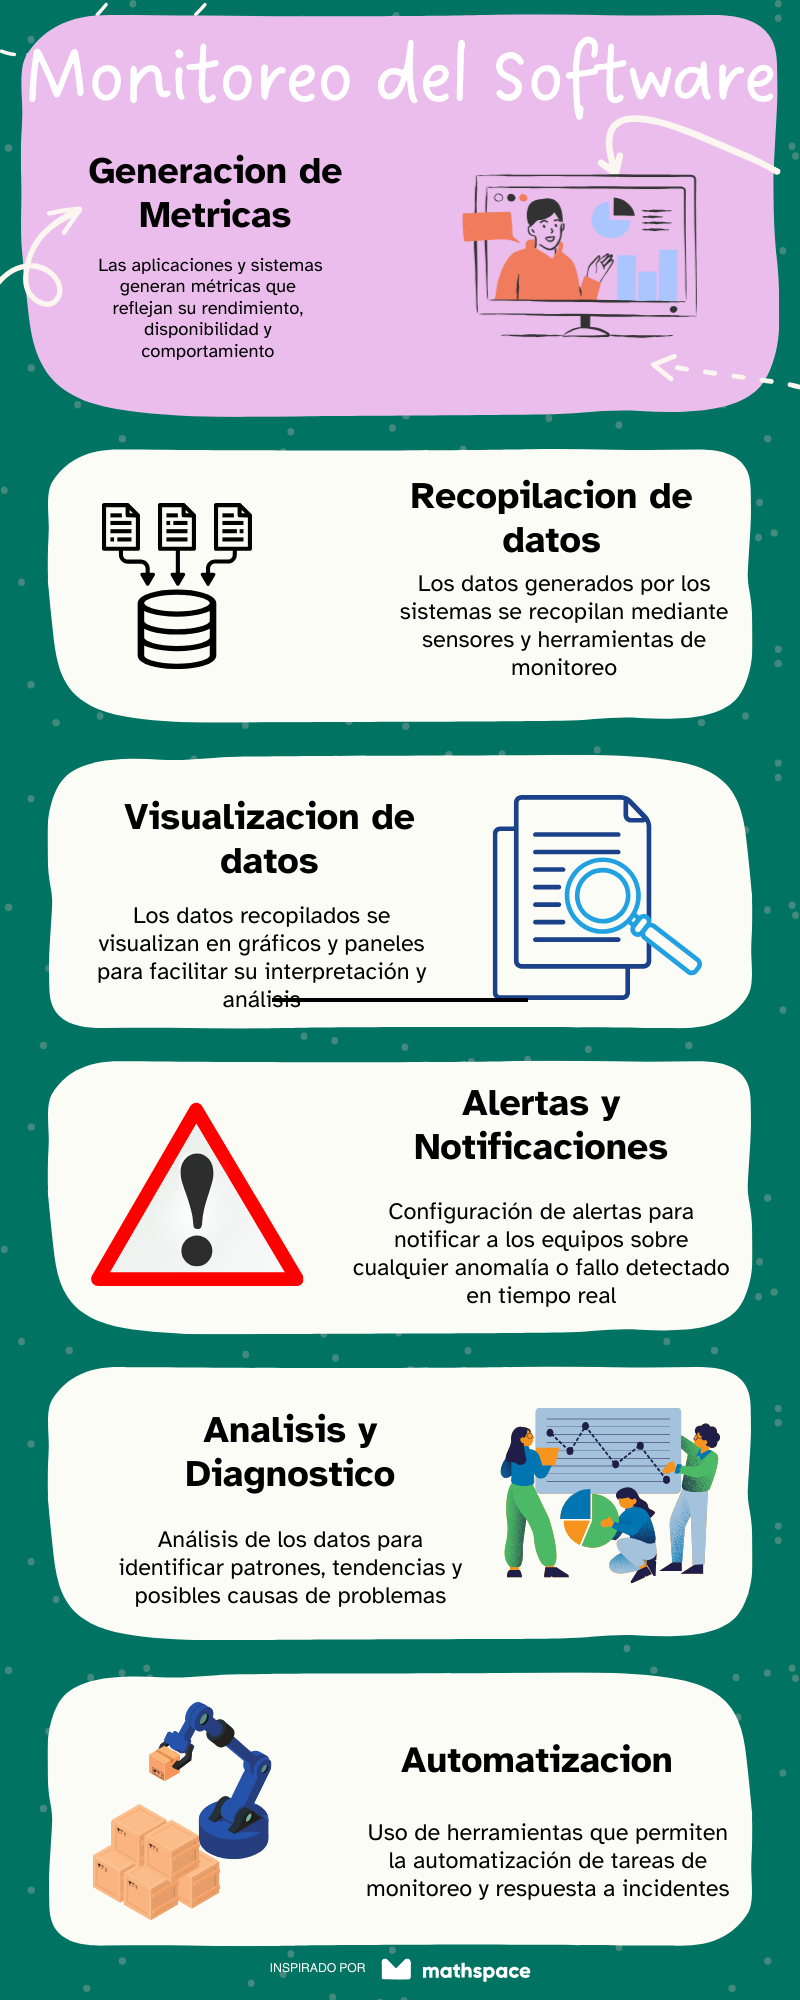 Monitoreo del Software
Generacion de
Metricas
Las aplicaciones y sistemas
generan métricas que
reflejan su rendimiento,
disponibilidad y
comportamiento
Recopilacion de
datos
Los datos generados por los
sistemas se recopilan mediante
sensores y herramientas de
monitoreo
Visualizacion de
datos
Los datos recopilados se
visualizan en gráficos y paneles
para facilitar su interpretación y
análisis
Alertas y
Notificaciones
Configuración de alertas para
notificar a los equipos sobre
cualquier anomalía o fallo detectado
en tiempo real
Analisis y
Diagnostico
Análisis de los datos para
identificar patrones, tendencias y
posibles causas de problemas
Automatizacion
Uso de herramientas que permiten
la automatización de tareas de
monitoreo y respuesta a incidentes
INSPIRADO POR mathspace